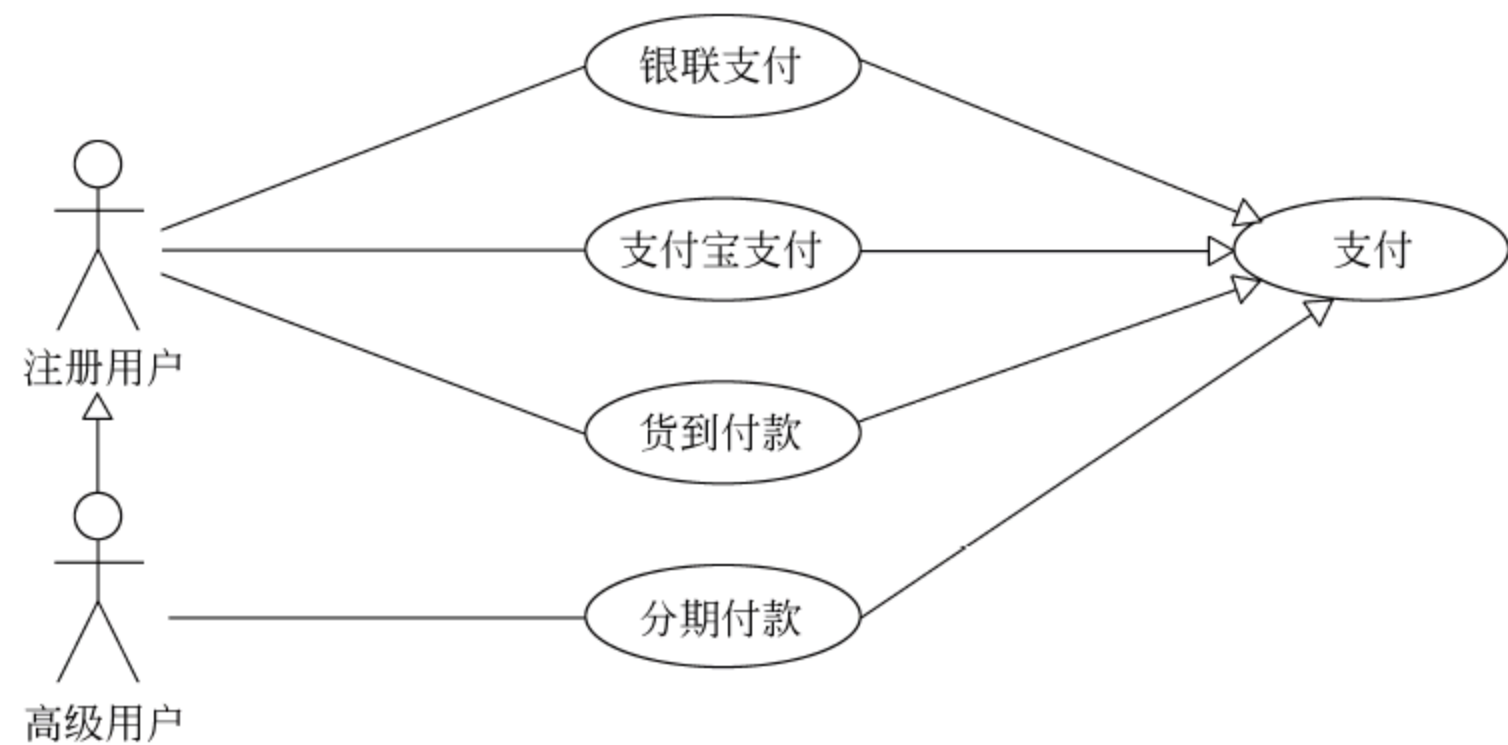 银联支付
支付宝支付
支付
注册用户
货到付款
分期付款
高级用户